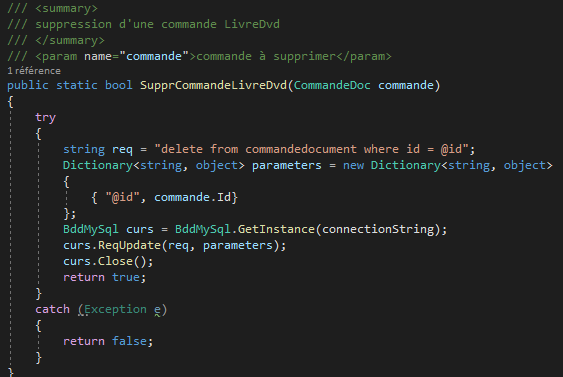 /// <summary>
/// suppression d'une commande LivreDvd
/// </summary>
/// <param name="commande">commande à supprimer</param>
1 référence
public static bool SupprCommandeLivreDvd(CommandeDoc commande)
{
try
{
string req = "delete from commandedocument where id = @id";
Dictionary<string, object> parameters = new Dictionary<string, object>
{
{ "@id", commande.Id}
};
BddMySql curs = BddMySql.GetInstance(connectionString);
curs.ReqUpdate(req, parameters);
curs.Close();
return true;
}
catch (Exception e)
{
return false;
}
}